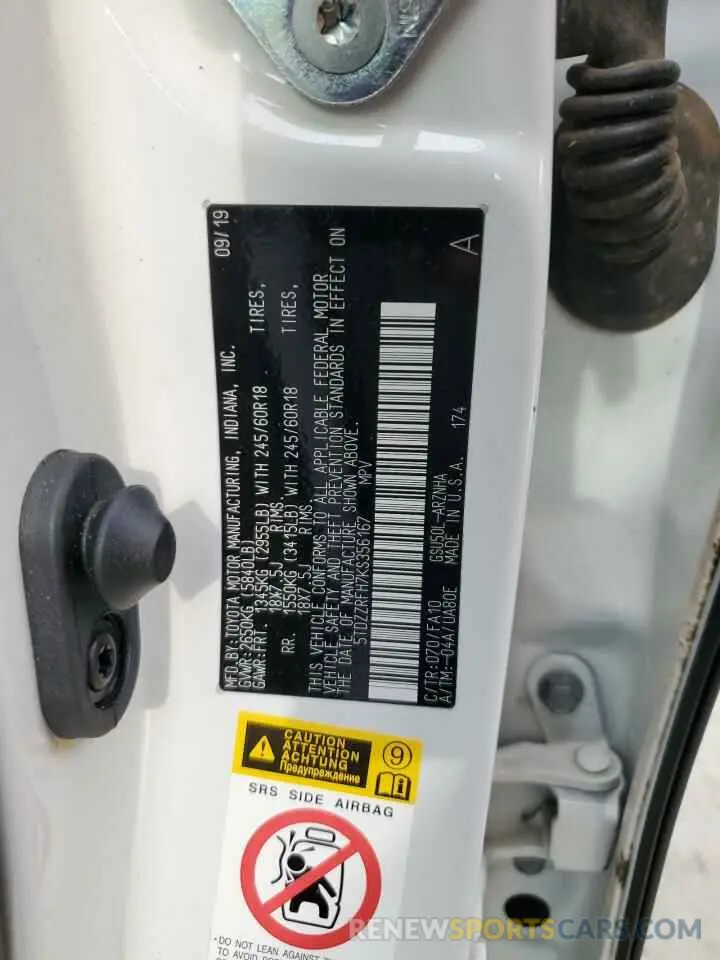 09/19
MFD.BY:TOYOTA MOTOR MANUFACTURING, INDIANA, INC.
GVWR:2650KG (5840LB)
GAWR:FRT. 1345KG (2955LB) WITH 245/60R18 TIRES,
18X7.5J RIMS
RR. 1550KG (3415LB) WITH 245/60R18 TIRES,
18X7.5J RIMS
THIS VEHICLE CONFORMS TO ALL APPLICABLE FEDERAL MOTOR
VEHICLE SAFETY AND THEFT PREVENTION STANDARDS IN EFFECT ON
THE DATE OF MANUFACTURE SHOWN ABOVE.
5TDZZRFH7KS356167 MPV
C/TR:070/FA10 GSU50L-ARZNHA
A/TM:-04A/UA80E MADE IN U.S.A. 174
A
CAUTION
ATTENTION
ACHTUNG
Предупреждение
9
SRS SIDE AIRBAG
•DO NOT LEAN AGAINST
RENEWSPORTSCARS.COM